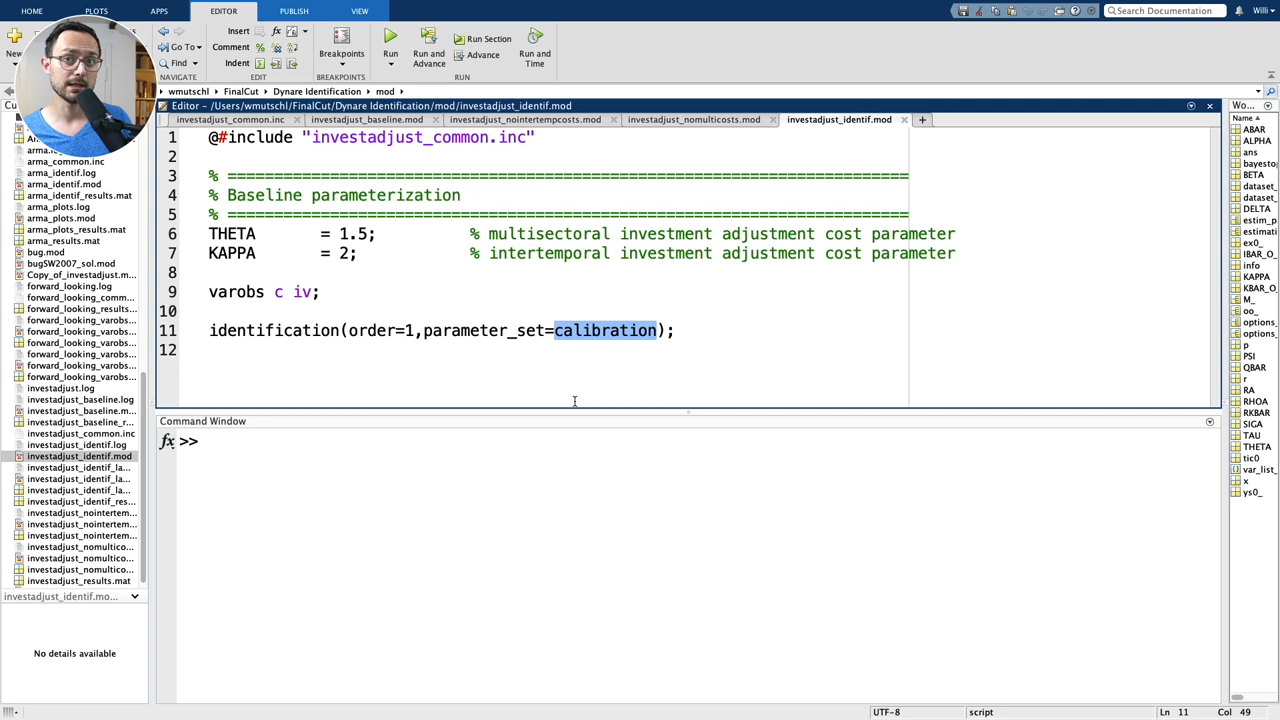 HOME PLOTS APPS EDITOR PUBLISH VIEW
Search Documentation Willi
New
Go To
Find
NAVIGATE
Insert
Comment
Indent
EDIT
Breakpoints
BREAKPOINTS
Run
Run and Advance
Run Section
Advance
Run and Time
RUN
wmutschl FinalCut Dynare Identification mod
Editor - /Users/wmutschl/FinalCut/Dynare Identification/mod/investadjust_identif.mod
investadjust_common.inc investadjust_baseline.mod investadjust_nointertempcosts.mod investadjust_nomulticosts.mod investadjust_identif.mod
1 @#include "investadjust_common.inc"
2
3 % =========================================================================
4 % Baseline parameterization
5 % =========================================================================
6 THETA = 1.5; % multisectoral investment adjustment cost parameter
7 KAPPA = 2; % intertemporal investment adjustment cost parameter
8
9 varobs c iv;
10
11 identification(order=1,parameter_set=calibration);
12
Command Window
fx >>
arma_common.inc
arma_identif.log
arma_identif.mod
arma_identif_results.mat
arma_plots.log
arma_plots.mod
arma_plots_results.mat
arma_results.mat
bug.mod
bugSW2007_sol.mod
Copy_of_investadjust.m...
forward_looking.log
forward_looking_comm...
forward_looking_results...
forward_looking_varobs...
forward_looking_varobs...
forward_looking_varobs...
forward_looking_varobs...
forward_looking_varobs...
investadjust.log
investadjust_baseline.log
investadjust_baseline.m...
investadjust_baseline_r...
investadjust_common.inc
investadjust_identif.log
investadjust_identif.mod
investadjust_identif_la...
investadjust_identif_la...
investadjust_identif_la...
investadjust_identif_res...
investadjust_nointertem...
investadjust_nointertem...
investadjust_nointertem...
investadjust_nomultico...
investadjust_nomultico...
investadjust_nomultico...
investadjust_results.mat
investadjust_identif.mo...
No details available
Wo...
Name
ABAR
ALPHA
ans
bayesto...
BETA
dataset_
dataset_
DELTA
estim_p...
estimati...
ex0_
IBAR_O...
info
KAPPA
KBAR_O...
M_
oo_
options_
options_
p
PSI
QBAR
r
RA
RHOA
RKBAR
SIGA
TAU
THETA
tic0
var_list_
x
ys0_
UTF-8 script Ln 11 Col 49